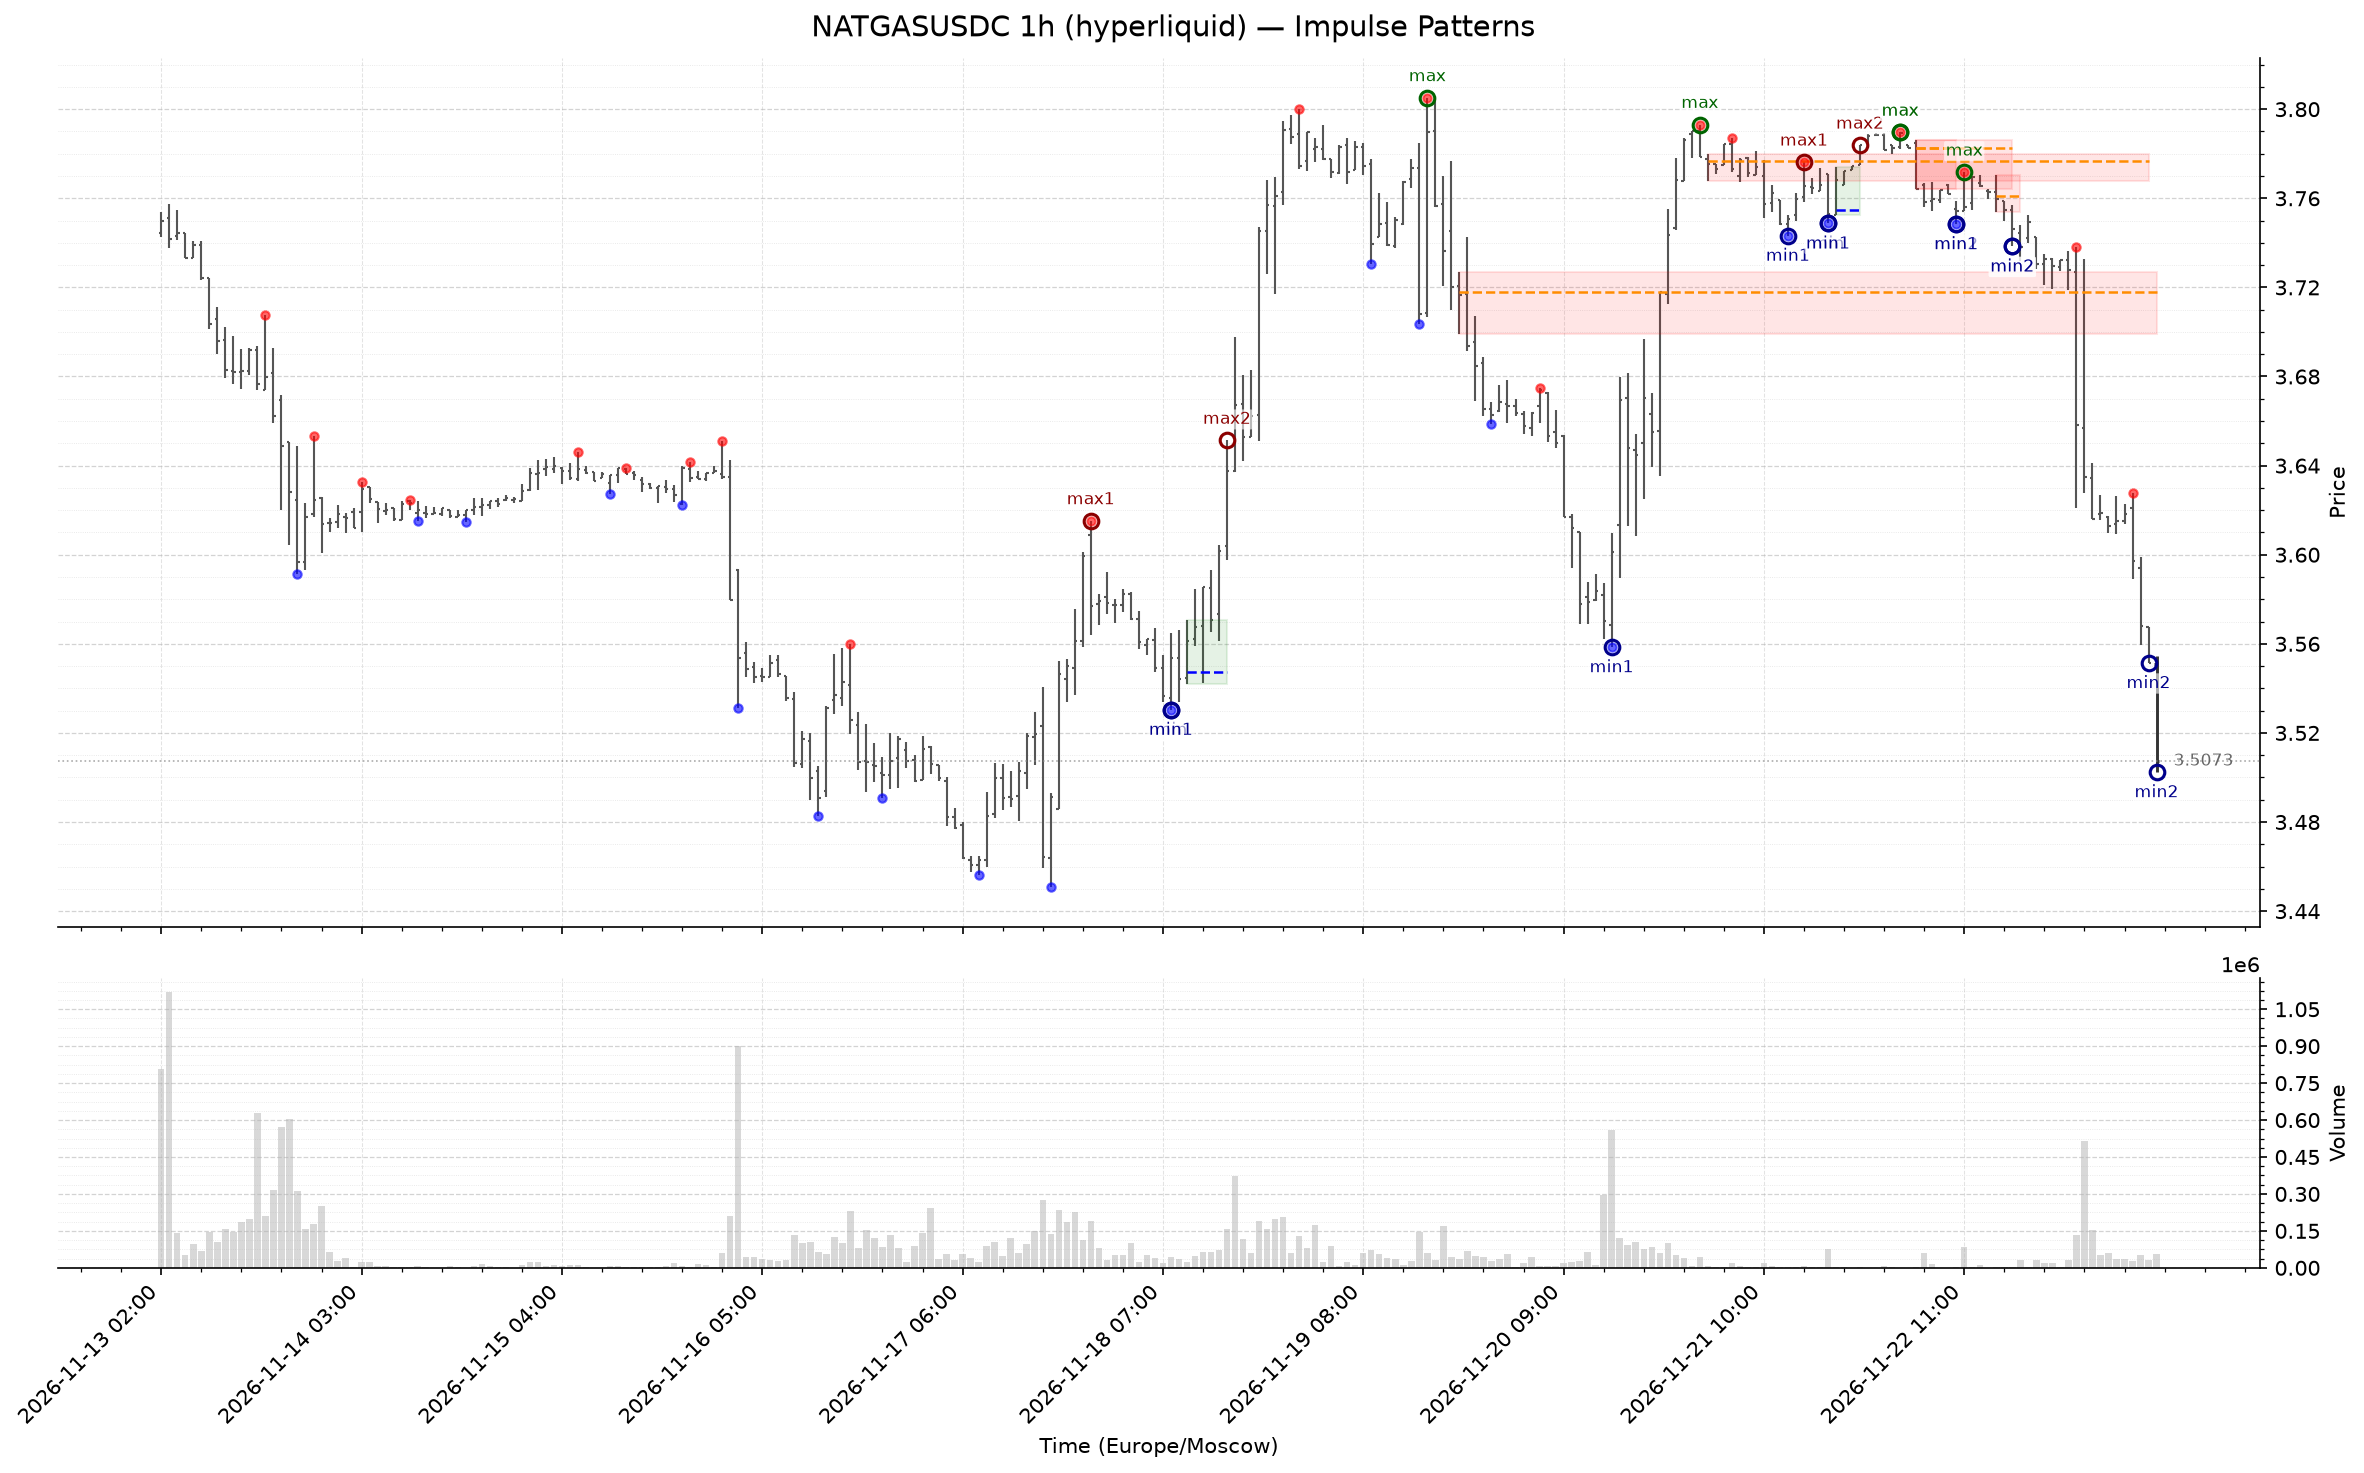 NATGASUSDC 1h (hyperliquid) — Impulse Patterns
max
max
max
max2
max1
max
3.80
3.76
min1
min1
min1
min2
3.72
3.68
max2
3.64
max1
Price
3.60
3.56
min1
min2
min1
3.52
3.5073
min2
3.48
3.44
1e6
1.05
0.90
0.75
0.60
Volume
0.45
0.30
0.15
0.00
2026-11-13 02:00
2026-11-14 03:00
2026-11-15 04:00
2026-11-16 05:00
2026-11-17 06:00
2026-11-18 07:00
2026-11-19 08:00
2026-11-20 09:00
2026-11-21 10:00
2026-11-22 11:00
Time (Europe/Moscow)